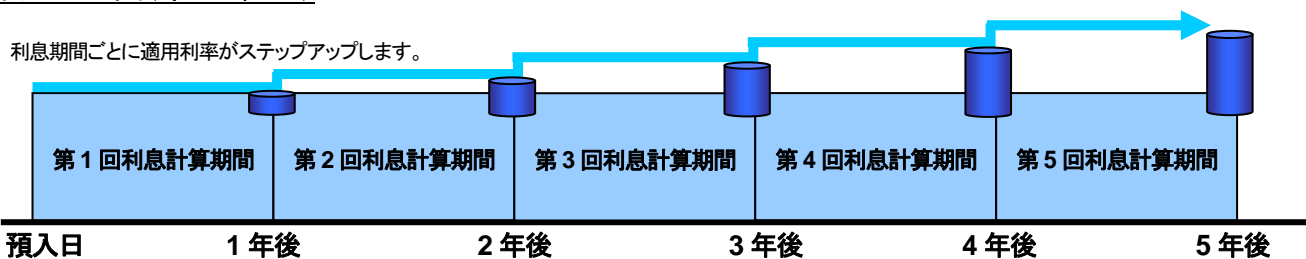 利息期間ごとに適用利率がステップアップします。
第1回利息計算期間 第2回利息計算期間 第3回利息計算期間 第4回利息計算期間 第5回利息計算期間
預入日 1年後 2年後 3年後 4年後 5年後